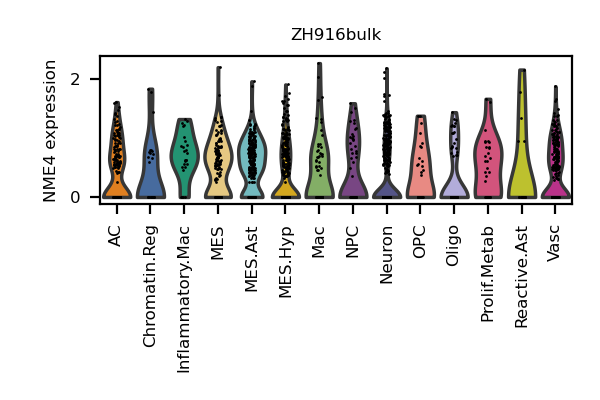 ZH916bulk
NME4 expression
2
0
AC
Chromatin.Reg
Inflammatory.Mac
MES
MES.Ast
MES.Hyp
Mac
NPC
Neuron
OPC
Oligo
Prolif.Metab
Reactive.Ast
Vasc